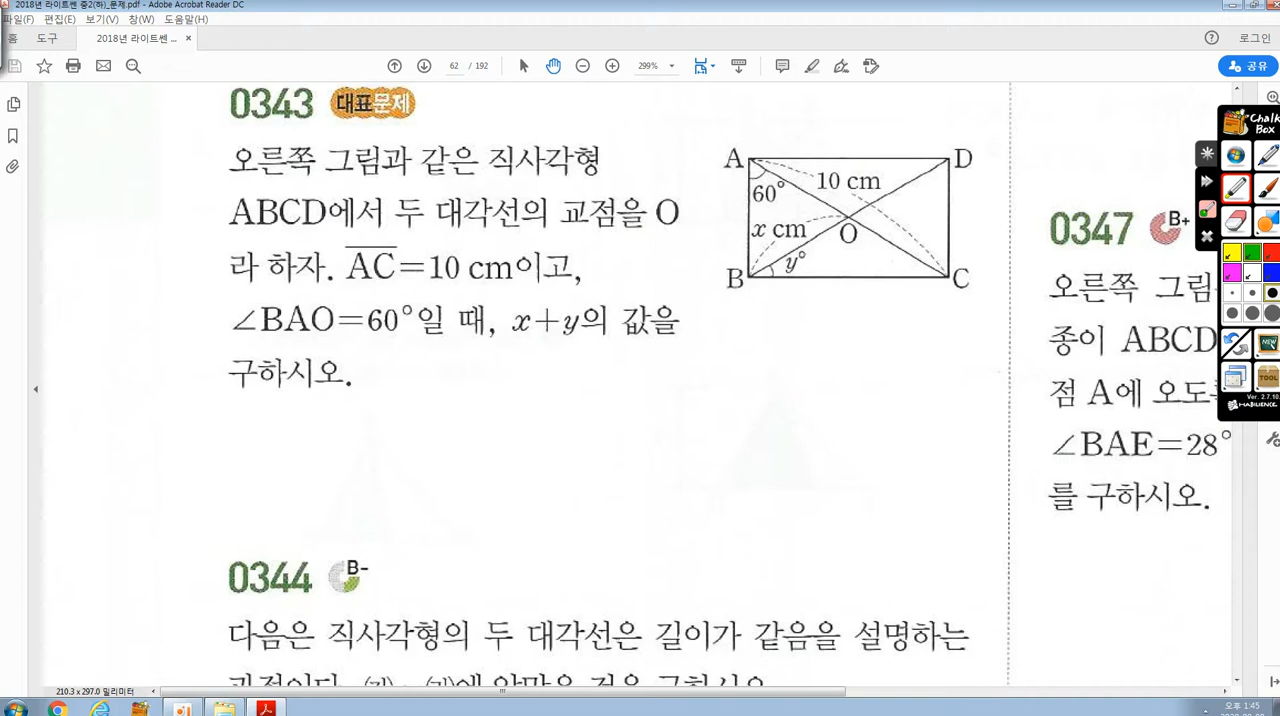 2018년 라이트쎈 중2(하)_문제.pdf - Adobe Acrobat Reader DC
파일(F) 편집(E) 보기(V) 창(W) 도움말(H)
홈 도구 2018년 라이트쎈 ... × 로그인
62 / 192 299% 공유
0343 대표문제
오른쪽 그림과 같은 직사각형
ABCD에서 두 대각선의 교점을 O
라 하자. AC=10 cm이고,
∠BAO=60°일 때, x+y의 값을
구하시오.
A D
60° 10 cm
x cm O
y°
B C
0344 B-
다음은 직사각형의 두 대각선은 길이가 같음을 설명하는
0347 B+
오른쪽 그림
종이 ABCD
점 A에 오도
∠BAE=28°
를 구하시오.
Chalk
Box
NEW
TOOL
Ver. 2.7.10
HABILIENCE
210.3 x 297.0 밀리미터
오후 1:45